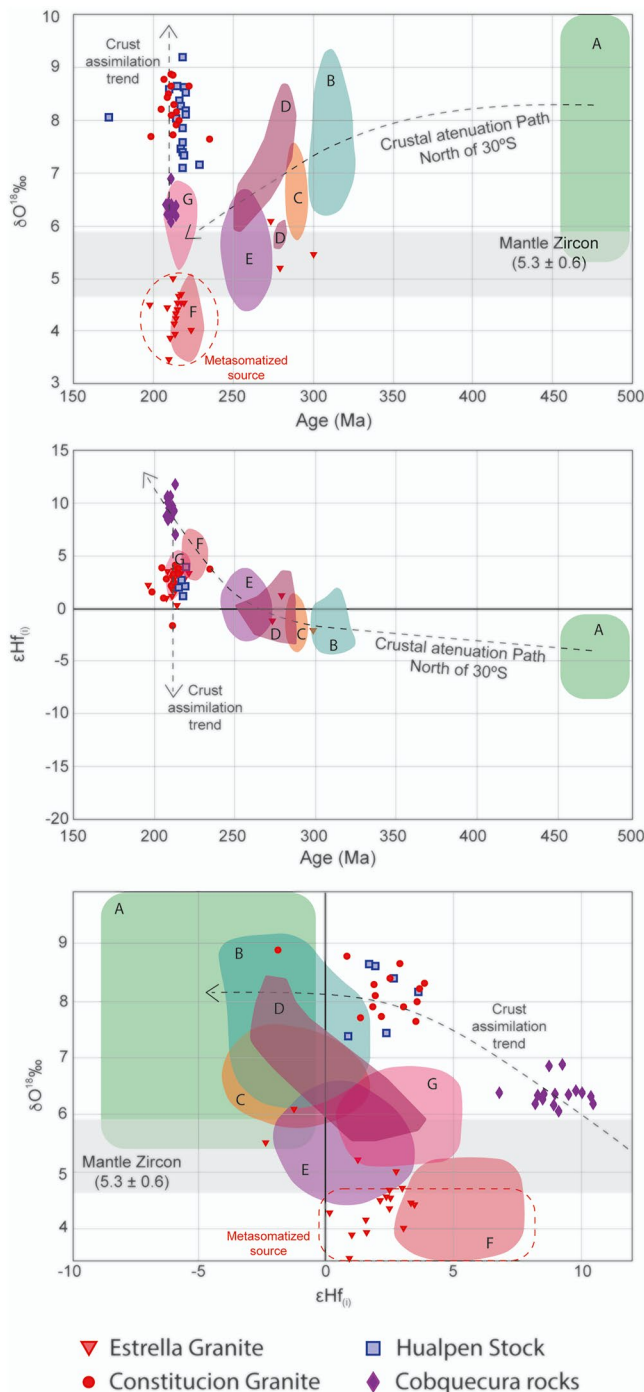 10
9
8
7
6
5
4
3
δO¹⁸‰
Crust
assimilation
trend
A
B
D
C
D
E
G
F
Crustal atenuation Path
North of 30ºS
Mantle Zircon
(5.3 ± 0.6)
Metasomatized
source
150 200 250 300 350 400 450 500
Age (Ma)
15
10
5
0
-5
-10
-15
-20
εHf(i)
F
G
E
D
C
B
A
Crustal atenuation Path
North of 30ºS
Crust
assimilation
trend
150 200 250 300 350 400 450 500
Age (Ma)
9
8
7
6
5
4
δO¹⁸‰
A
B
D
C
G
E
F
Crust
assimilation
trend
Mantle Zircon
(5.3 ± 0.6)
Metasomatized
source
-10 -5 0 5 10
εHf(i)
Estrella Granite
Hualpen Stock
Constitucion Granite
Cobquecura rocks